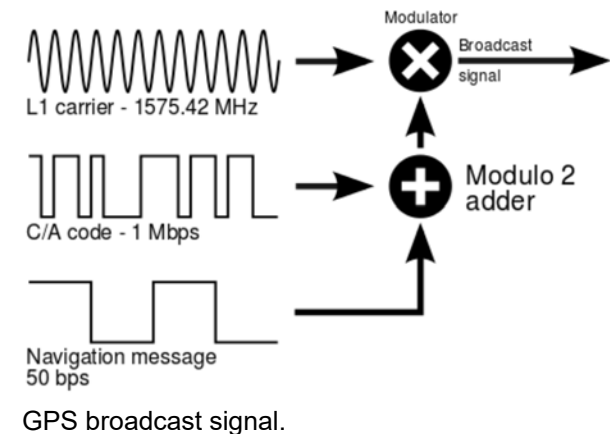 Modulator
Broadcast
signal
L1 carrier - 1575.42 MHz
Modulo 2
adder
C/A code - 1 Mbps
Navigation message
50 bps
GPS broadcast signal.